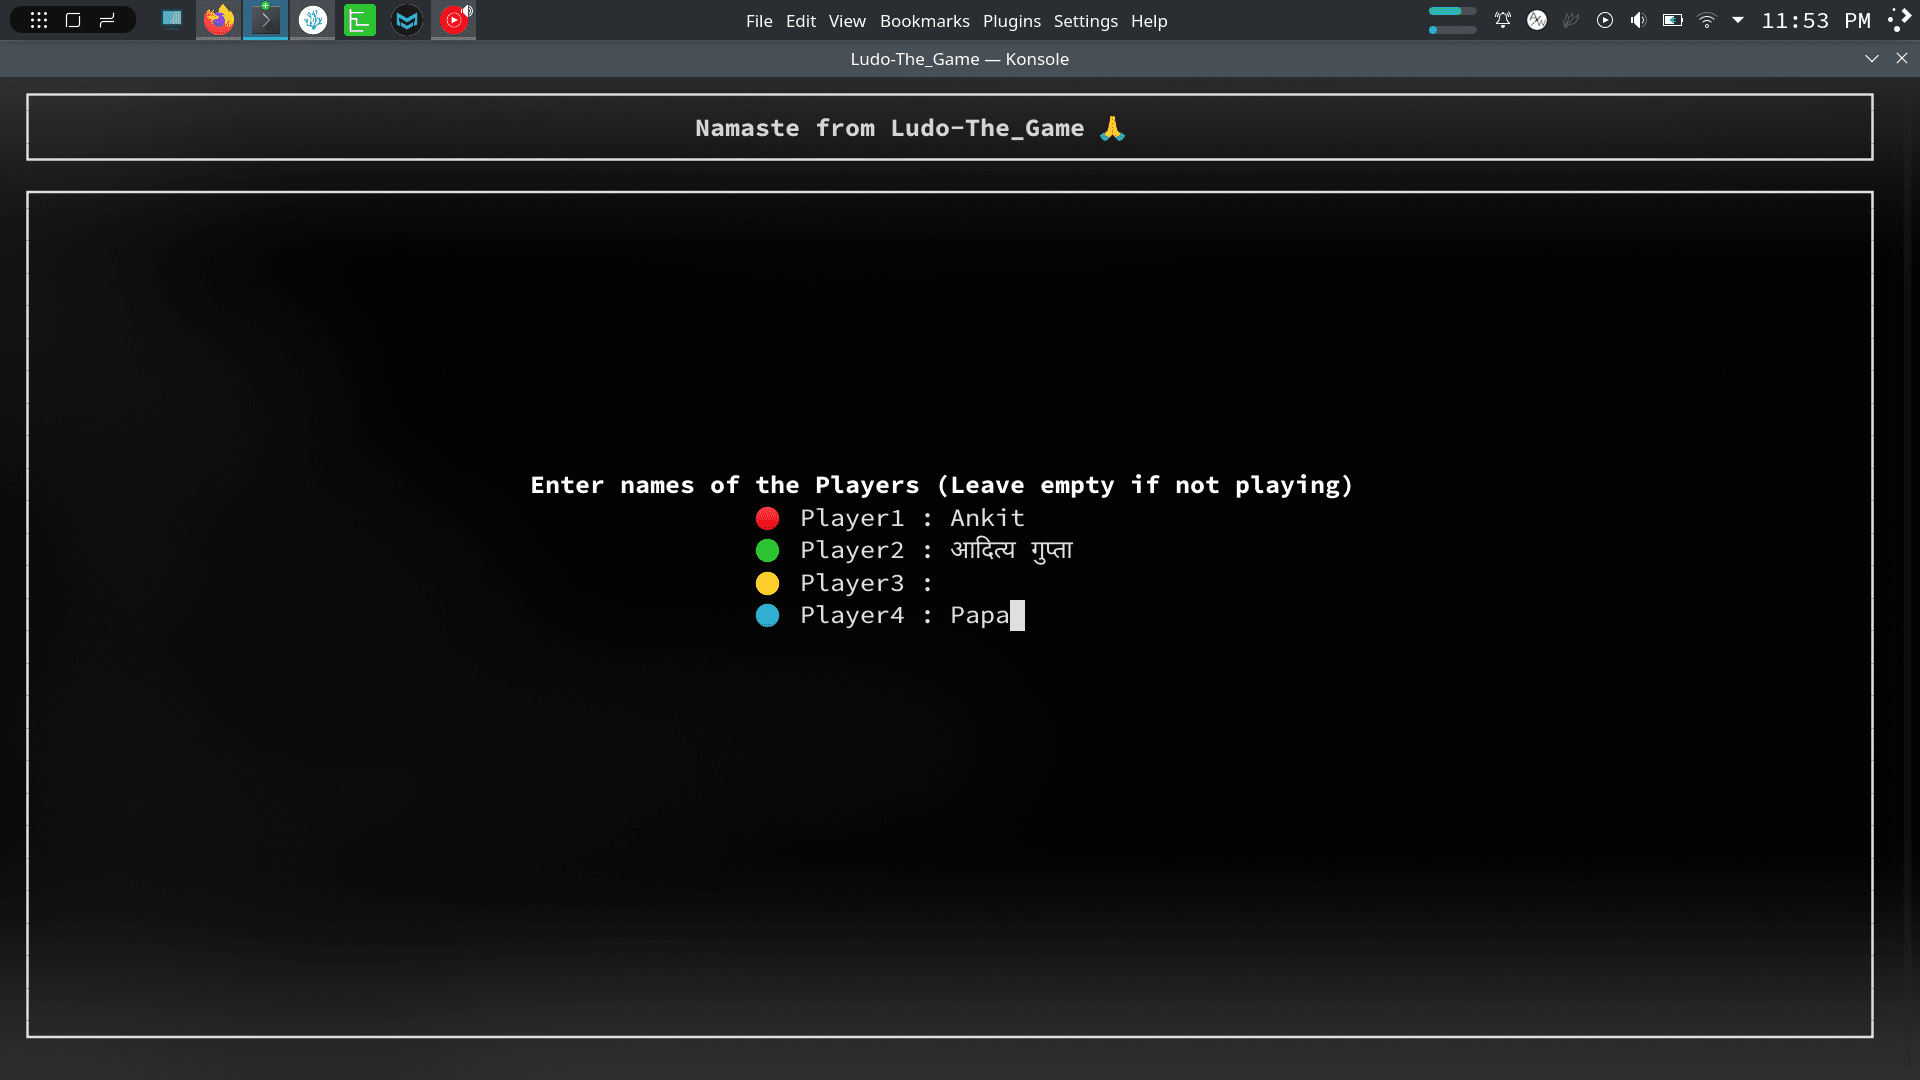 File Edit View Bookmarks Plugins Settings Help 11:53 PM
Ludo-The_Game — Konsole
Namaste from Ludo-The_Game 🙏
Enter names of the Players (Leave empty if not playing)
🔴 Player1 : Ankit
🟢 Player2 : आदित्य गुप्ता
🟡 Player3 :
🔵 Player4 : Papa